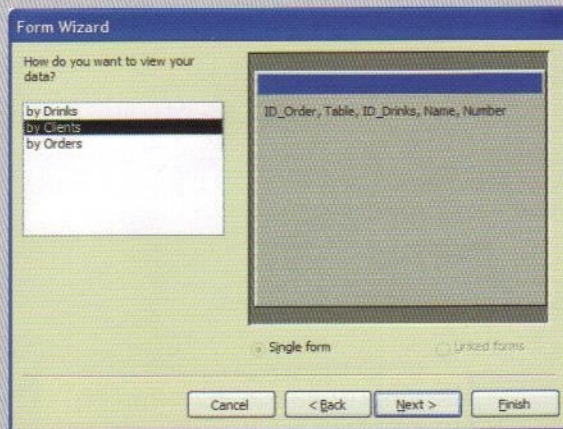 Form Wizard
How do you want to view your
data?
by Drinks
by Clients
by Orders
ID_Order, Table, ID_Drinks, Name, Number
Single form
Linked forms
Cancel
< Back
Next >
Finish